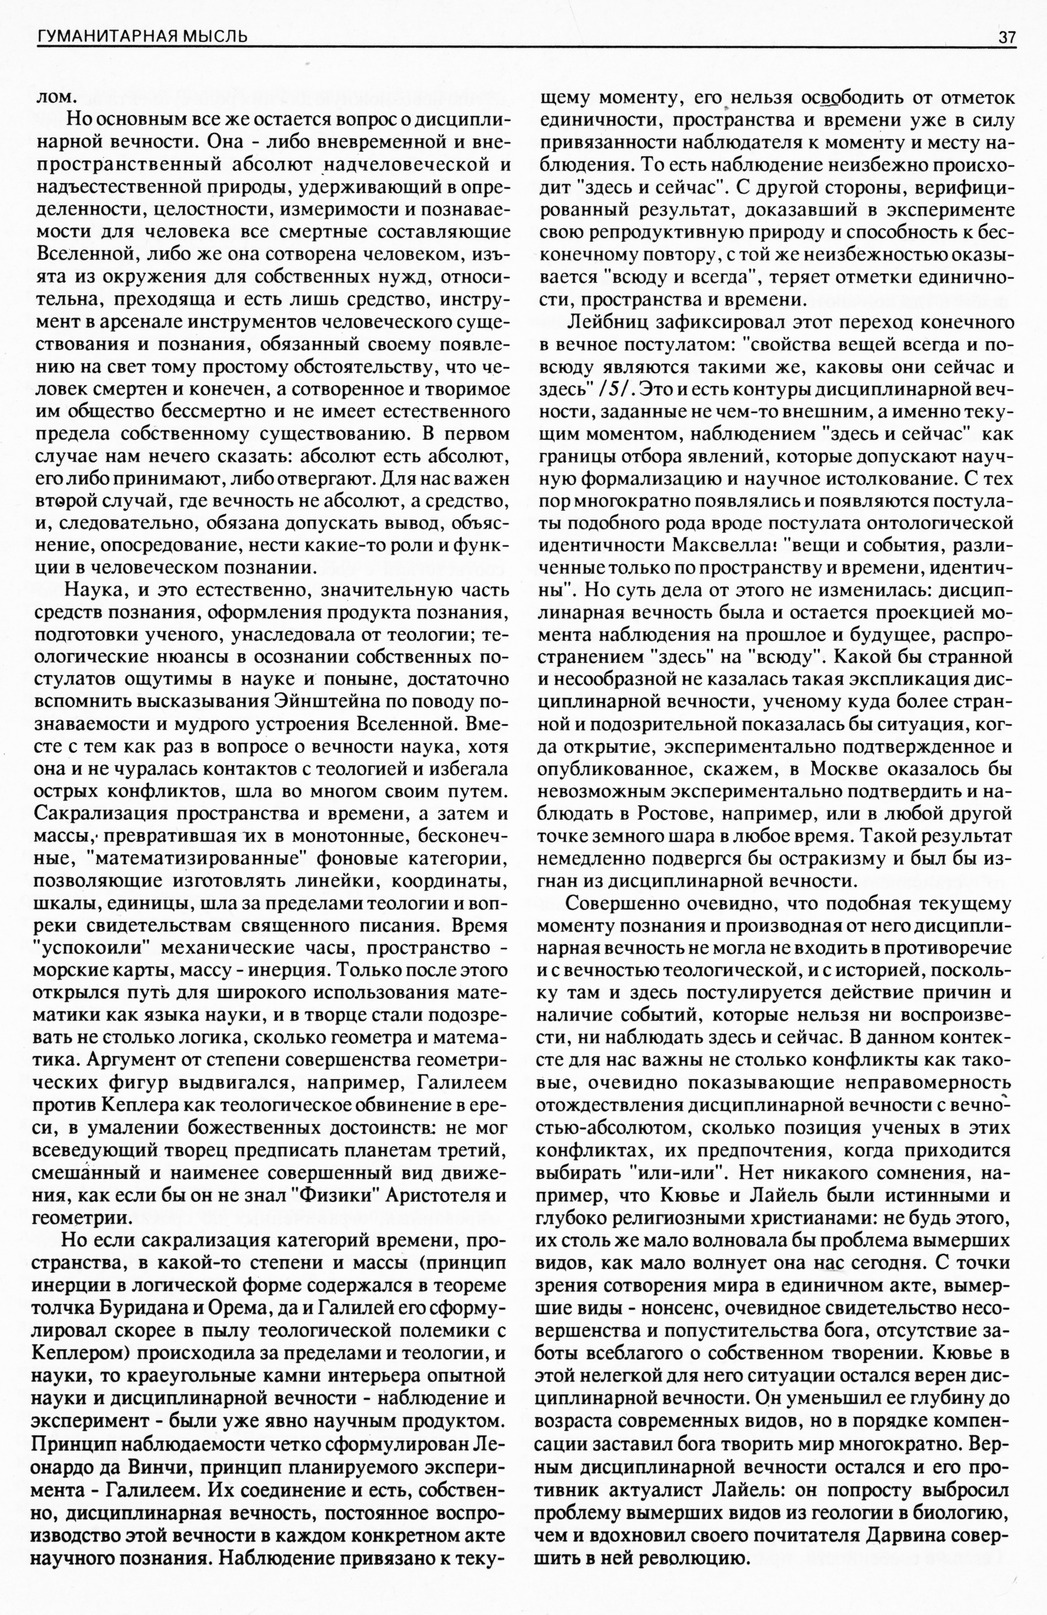 ГУМАНИТАРНАЯ МЫСЛЬ 37
лом.
Но основным все же остается вопрос о дисципли-
нарной вечности. Она - либо вневременной и вне-
пространственный абсолют надчеловеческой и
надъестественной природы, удерживающий в опре-
деленности, целостности, измеримости и познавае-
мости для человека все смертные составляющие
Вселенной, либо же она сотворена человеком, изъ-
ята из окружения для собственных нужд, относи-
тельна, преходяща и есть лишь средство, инстру-
мент в арсенале инструментов человеческого суще-
ствования и познания, обязанный своему появле-
нию на свет тому простому обстоятельству, что че-
ловек смертен и конечен, а сотворенное и творимое
им общество бессмертно и не имеет естественного
предела собственному существованию. В первом
случае нам нечего сказать: абсолют есть абсолют,
его либо принимают, либо отвергают. Для нас важен
второй случай, где вечность не абсолют, а средство,
и, следовательно, обязана допускать вывод, объяс-
нение, опосредование, нести какие-то роли и функ-
ции в человеческом познании.
Наука, и это естественно, значительную часть
средств познания, оформления продукта познания,
подготовки ученого, унаследовала от теологии; те-
ологические нюансы в осознании собственных по-
стулатов ощутимы в науке и поныне, достаточно
вспомнить высказывания Эйнштейна по поводу по-
знаваемости и мудрого устроения Вселенной. Вме-
сте с тем как раз в вопросе о вечности наука, хотя
она и не чуралась контактов с теологией и избегала
острых конфликтов, шла во многом своим путем.
Сакрализация пространства и времени, а затем и
массы, превратившая их в монотонные, бесконеч-
ные, "математизированные" фоновые категории,
позволяющие изготовлять линейки, координаты,
шкалы, единицы, шла за пределами теологии и воп-
реки свидетельствам священного писания. Время
"успокоили" механические часы, пространство -
морские карты, массу - инерция. Только после этого
открылся путь для широкого использования мате-
матики как языка науки, и в творце стали подозре-
вать не столько логика, сколько геометра и матема-
тика. Аргумент от степени совершенства геометри-
ческих фигур выдвигался, например, Галилеем
против Кеплера как теологическое обвинение в ере-
си, в умалении божественных достоинств: не мог
всеведующий творец предписать планетам третий,
смешанный и наименее совершенный вид движе-
ния, как если бы он не знал "Физики" Аристотеля и
геометрии.
Но если сакрализация категорий времени, про-
странства, в какой-то степени и массы (принцип
инерции в логической форме содержался в теореме
толчка Буридана и Орема, да и Галилей его сформу-
лировал скорее в пылу теологической полемики с
Кеплером) происходила за пределами и теологии, и
науки, то краеугольные камни интерьера опытной
науки и дисциплинарной вечности - наблюдение и
эксперимент - были уже явно научным продуктом.
Принцип наблюдаемости четко сформулирован Ле-
онардо да Винчи, принцип планируемого экспери-
мента - Галилеем. Их соединение и есть, собствен-
но, дисциплинарная вечность, постоянное воспро-
изводство этой вечности в каждом конкретном акте
научного познания. Наблюдение привязано к теку-
щему моменту, его нельзя освободить от отметок
единичности, пространства и времени уже в силу
привязанности наблюдателя к моменту и месту на-
блюдения. То есть наблюдение неизбежно происхо-
дит "здесь и сейчас". С другой стороны, верифици-
рованный результат, доказавший в эксперименте
свою репродуктивную природу и способность к бес-
конечному повтору, с той же неизбежностью оказы-
вается "всюду и всегда", теряет отметки единично-
сти, пространства и времени.
Лейбниц зафиксировал этот переход конечного
в вечное постулатом: "свойства вещей всегда и по-
всюду являются такими же, каковы они сейчас и
здесь" /5/. Это и есть контуры дисциплинарной веч-
ности, заданные не чем-то внешним, а именно теку-
щим моментом, наблюдением "здесь и сейчас" как
границы отбора явлений, которые допускают науч-
ную формализацию и научное истолкование. С тех
пор многократно появлялись и появляются постула-
ты подобного рода вроде постулата онтологической
идентичности Максвелла: "вещи и события, разли-
ченные только по пространству и времени, идентич-
ны". Но суть дела от этого не изменилась: дисцип-
линарная вечность была и остается проекцией мо-
мента наблюдения на прошлое и будущее, распро-
странением "здесь" на "всюду". Какой бы странной
и несообразной не казалась такая экспликация дис-
циплинарной вечности, ученому куда более стран-
ной и подозрительной показалась бы ситуация, ког-
да открытие, экспериментально подтвержденное и
опубликованное, скажем, в Москве оказалось бы
невозможным экспериментально подтвердить и на-
блюдать в Ростове, например, или в любой другой
точке земного шара в любое время. Такой результат
немедленно подвергся бы остракизму и был бы из-
гнан из дисциплинарной вечности.
Совершенно очевидно, что подобная текущему
моменту познания и производная от него дисципли-
нарная вечность не могла не входить в противоречие
и с вечностью теологической, и с историей, посколь-
ку там и здесь постулируется действие причин и
наличие событий, которые нельзя ни воспроизве-
сти, ни наблюдать здесь и сейчас. В данном контек-
сте для нас важны не столько конфликты как тако-
вые, очевидно показывающие неправомерность
отождествления дисциплинарной вечности с вечно-
стью-абсолютом, сколько позиция ученых в этих
конфликтах, их предпочтения, когда приходится
выбирать "или-или". Нет никакого сомнения, на-
пример, что Кювье и Лайель были истинными и
глубоко религиозными христианами: не будь этого,
их столь же мало волновала бы проблема вымерших
видов, как мало волнует она нас сегодня. С точки
зрения сотворения мира в единичном акте, вымер-
шие виды - нонсенс, очевидное свидетельство несо-
вершенства и попустительства бога, отсутствие за-
боты всеблагого о собственном творении. Кювье в
этой нелегкой для него ситуации остался верен дис-
циплинарной вечности. Он уменьшил ее глубину до
возраста современных видов, но в порядке компен-
сации заставил бога творить мир многократно. Вер-
ным дисциплинарной вечности остался и его про-
тивник актуалист Лайель: он попросту выбросил
проблему вымерших видов из геологии в биологию,
чем и вдохновил своего почитателя Дарвина совер-
шить в ней революцию.